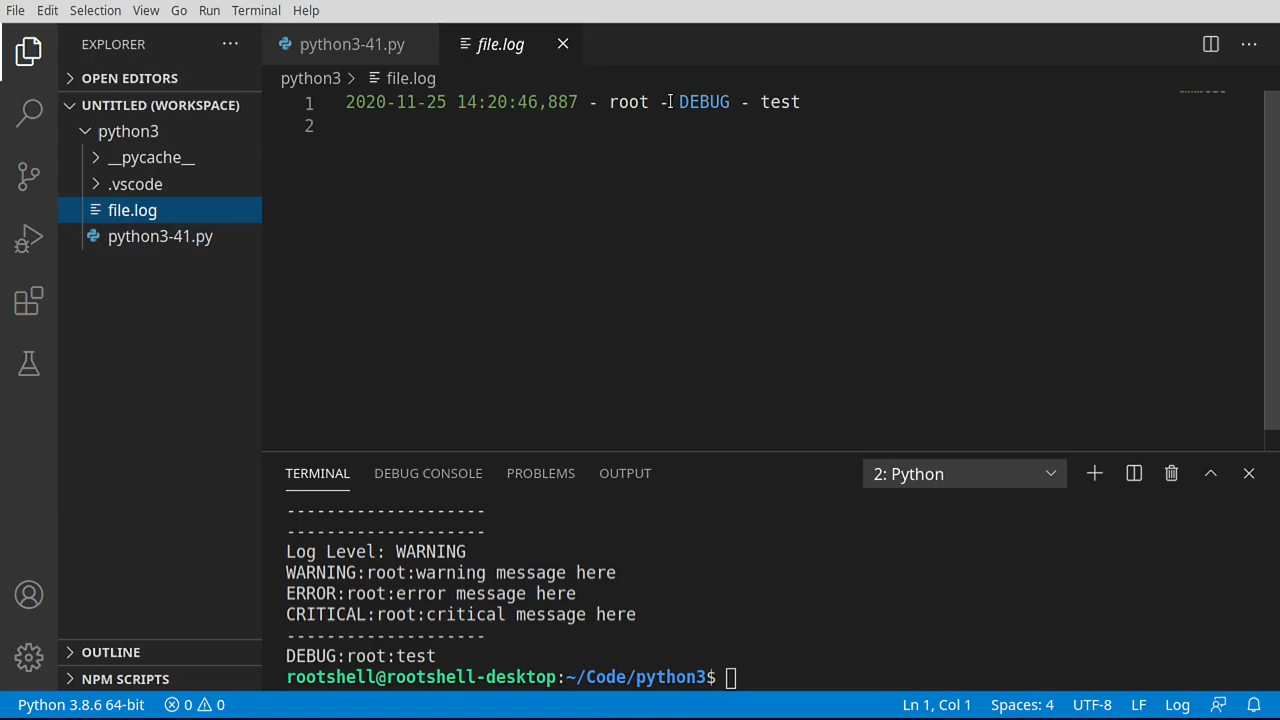 File Edit Selection View Go Run Terminal Help
EXPLORER
python3-41.py
file.log
OPEN EDITORS
python3 > file.log
UNTITLED (WORKSPACE)
1 2020-11-25 14:20:46,887 - root - DEBUG - test
2
python3
__pycache__
.vscode
file.log
python3-41.py
TERMINAL DEBUG CONSOLE PROBLEMS OUTPUT 2: Python
--------------------
--------------------
Log Level: WARNING
WARNING:root:warning message here
ERROR:root:error message here
CRITICAL:root:critical message here
--------------------
DEBUG:root:test
rootshell@rootshell-desktop:~/Code/python3$
OUTLINE
NPM SCRIPTS
Python 3.8.6 64-bit 0 0 Ln 1, Col 1 Spaces: 4 UTF-8 LF Log